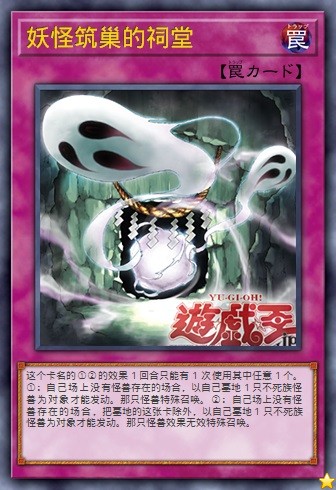 妖怪筑巢的祠堂
トラップ
罠
【罠カード】
YU-GI-OH!
遊戯王
这个卡名的①②的效果1回合只能有1次使用其中任意1个。
①:自己场上没有怪兽存在的场合,以自己墓地1只不死族怪
兽为对象才能发动。那只怪兽特殊召唤。②:自己场上没有怪
兽存在的场合,把墓地的这张卡除外,以自己墓地1只不死族
怪兽为对象才能发动。那只怪兽效果无效特殊召唤。